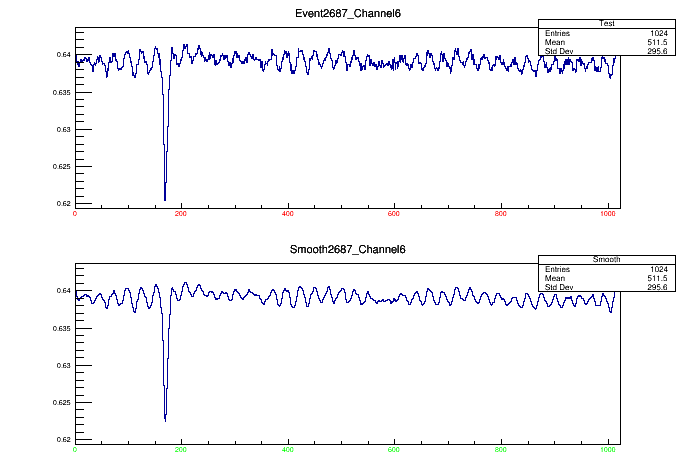 Event2687_Channel6
Test
Entries 1024
Mean 511.5
Std Dev 295.6
0.64
0.635
0.63
0.625
0.62
0 200 400 600 800 1000
Smooth2687_Channel6
Smooth
Entries 1024
Mean 511.5
Std Dev 295.6
0.64
0.635
0.63
0.625
0.62
0 200 400 600 800 1000